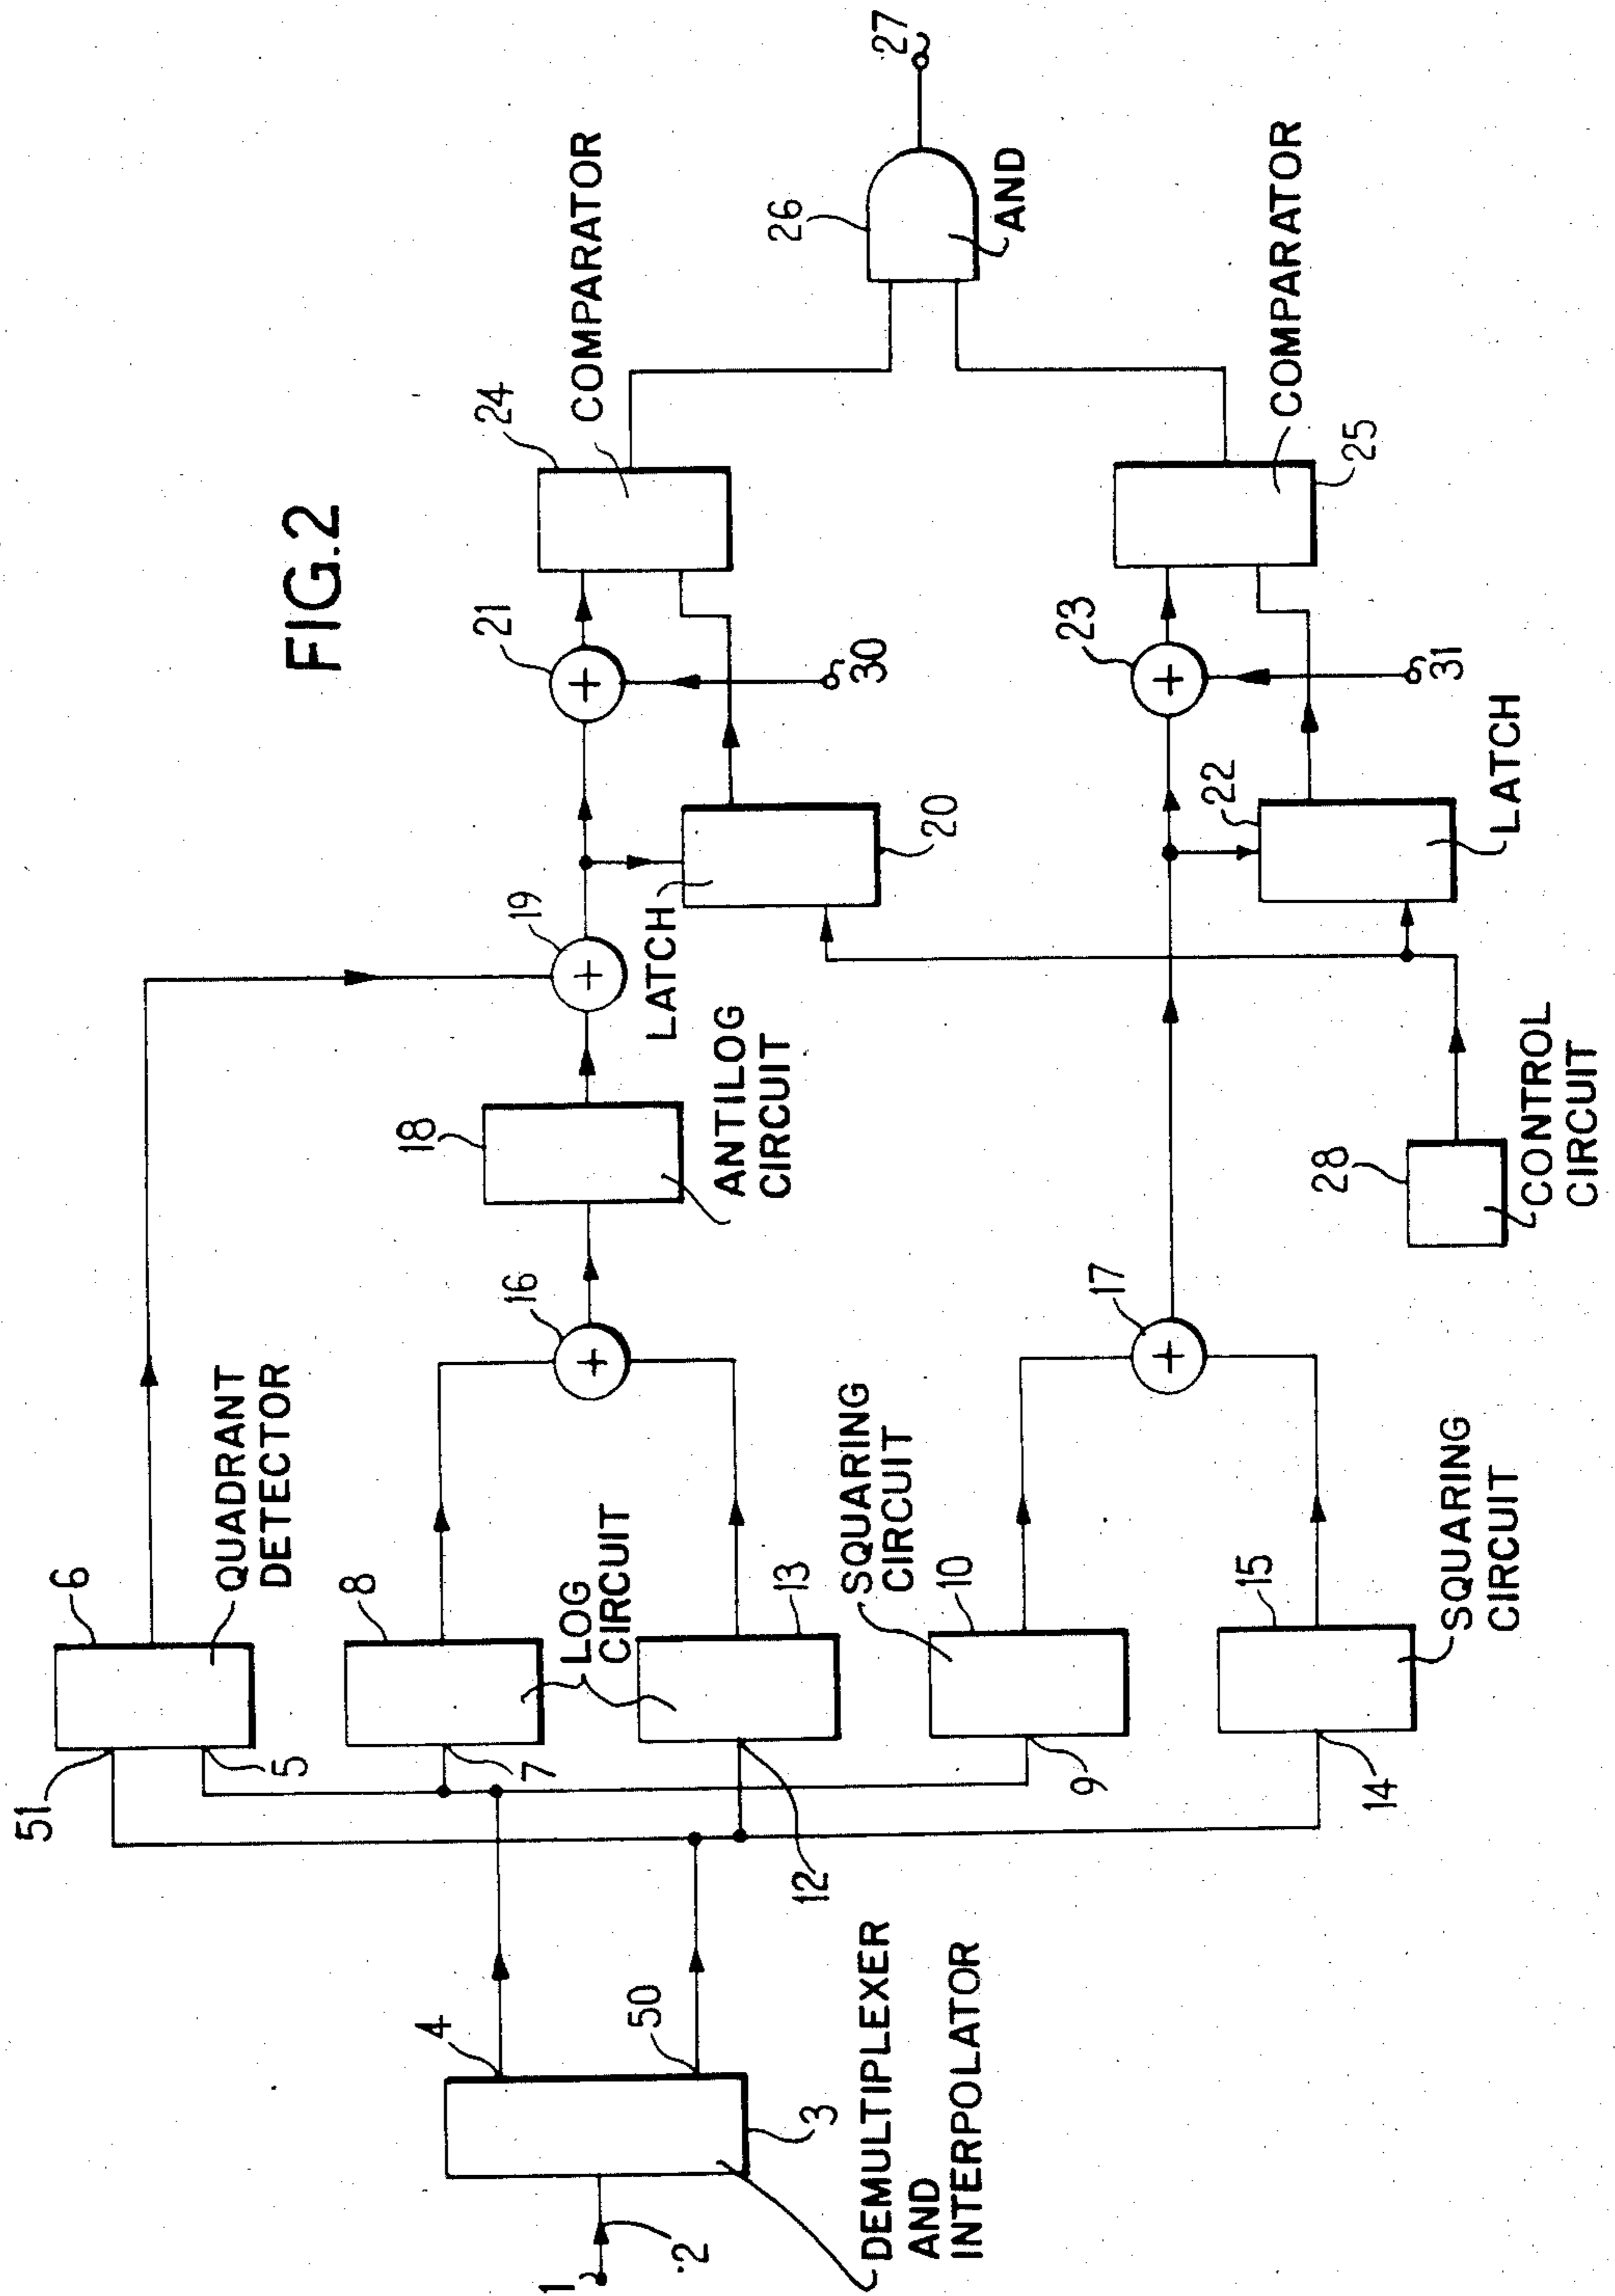 FIG.2
1
2
3
DEMULTIPLEXER
AND
INTERPOLATOR
4
50
51
5
6
QUADRANT
DETECTOR
7
8
LOG
CIRCUIT
12
13
9
10
SQUARING
CIRCUIT
14
15
SQUARING
CIRCUIT
16
+
17
+
18
ANTILOG
CIRCUIT
19
+
LATCH
20
21
+
30
24
COMPARATOR
28
CONTROL
CIRCUIT
22
LATCH
23
+
31
25
COMPARATOR
26
AND
27